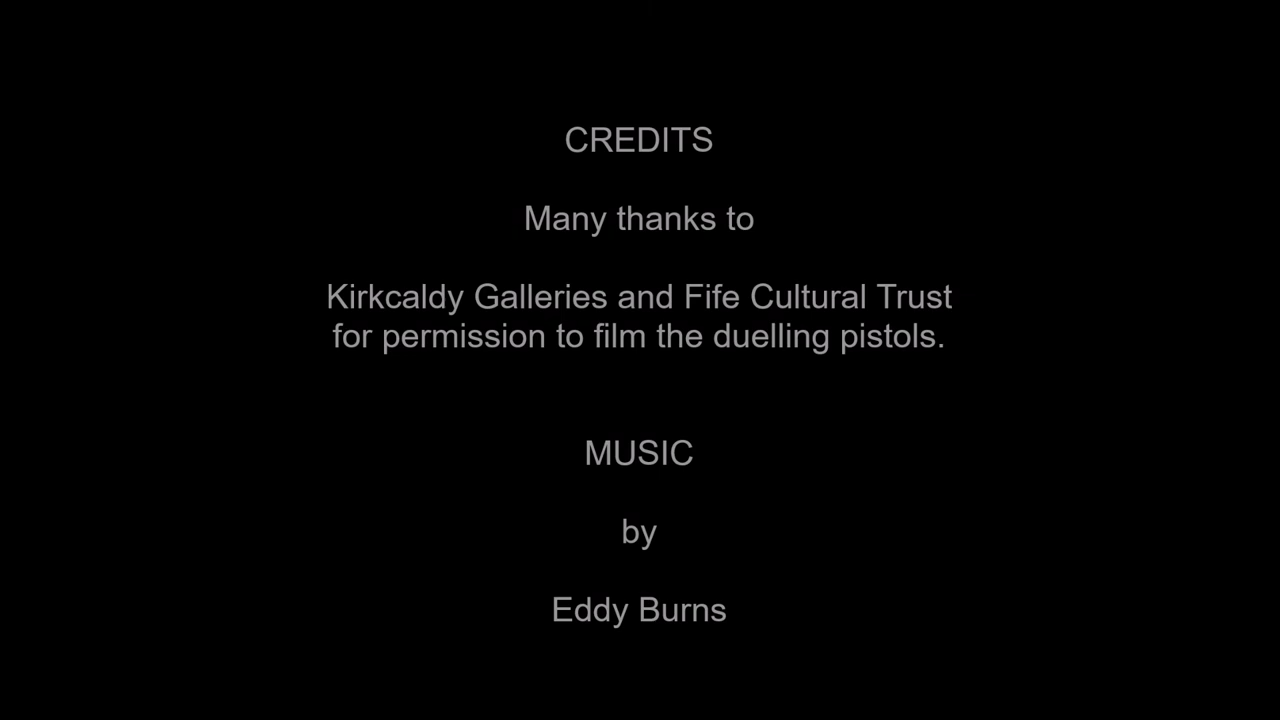 CREDITS
Many thanks to
Kirkcaldy Galleries and Fife Cultural Trust
for permission to film the duelling pistols.
MUSIC
by
Eddy Burns